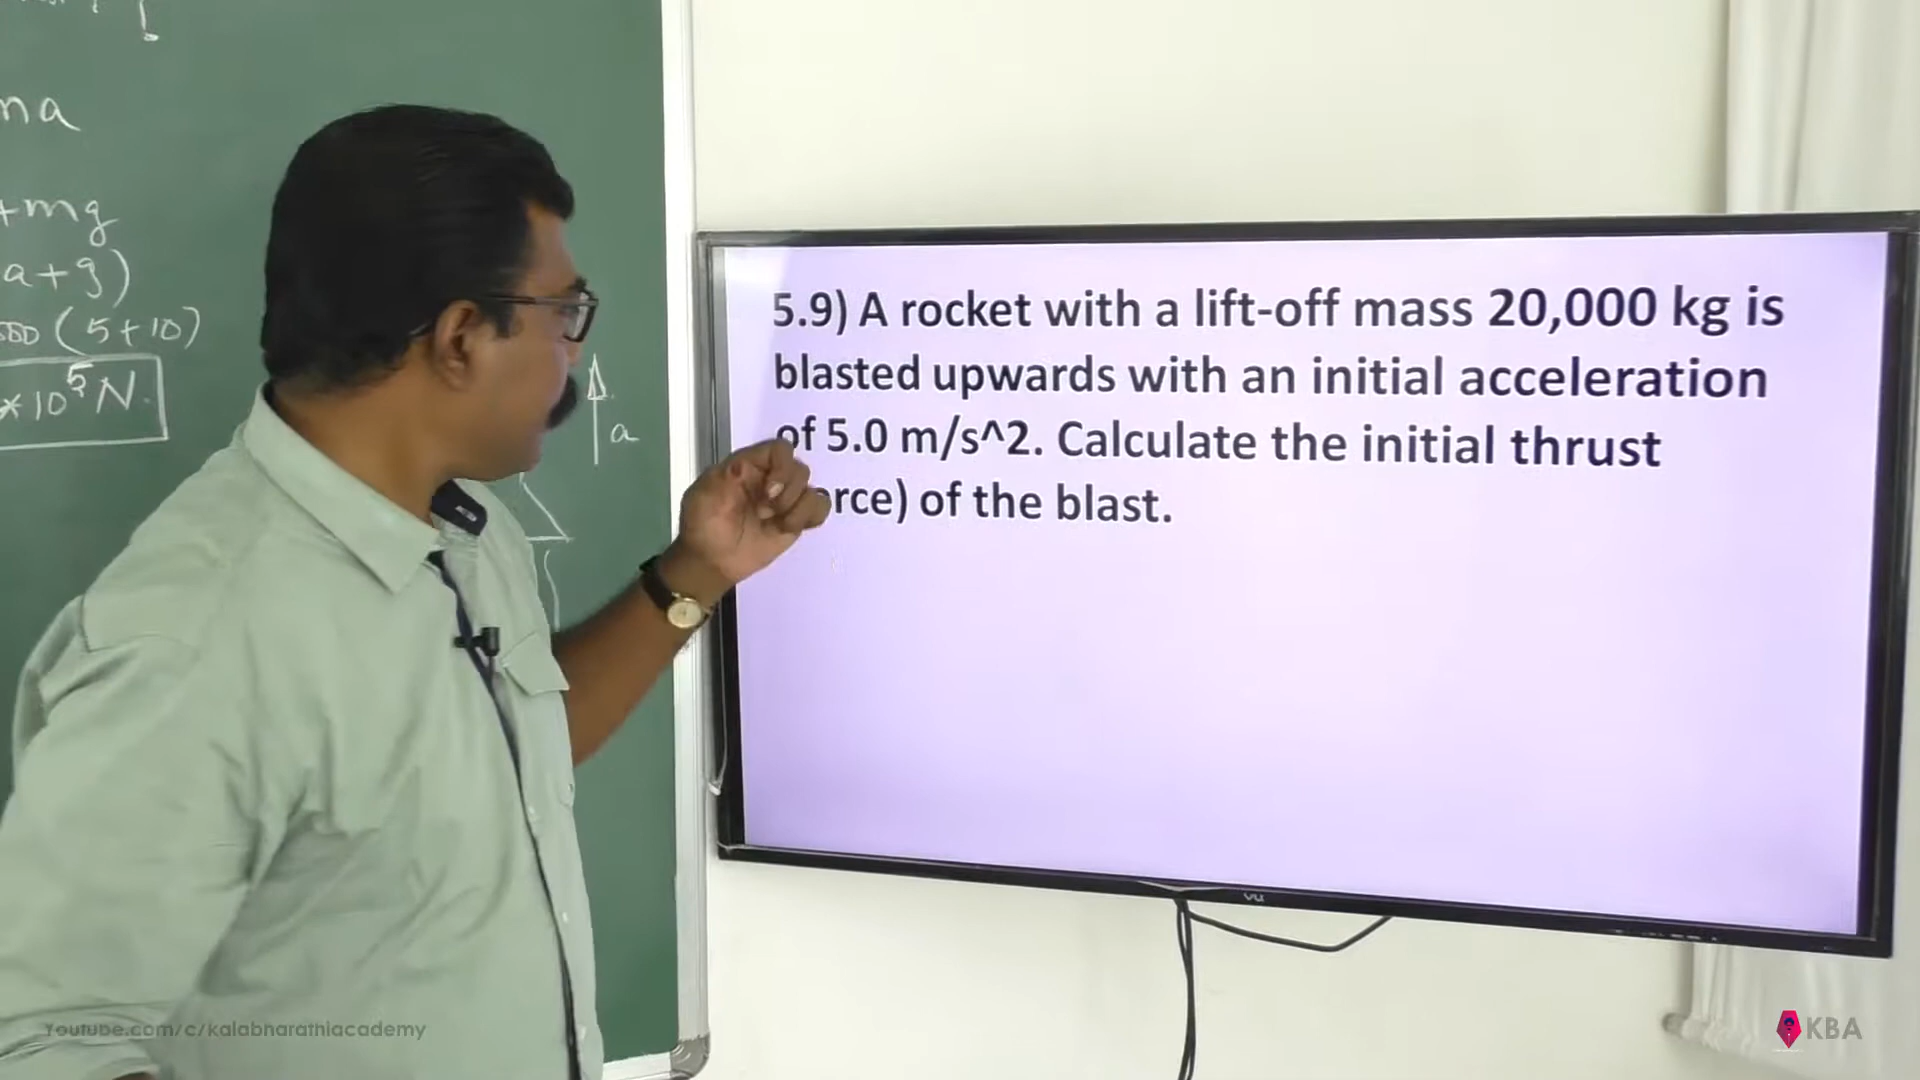 ma
+mg
a+g)
(5+10)
×10⁵N.
a
5.9) A rocket with a lift-off mass 20,000 kg is
blasted upwards with an initial acceleration
of 5.0 m/s^2. Calculate the initial thrust
of the blast.
vu
Youtube.com/c/kalabharathiacademy
KBA